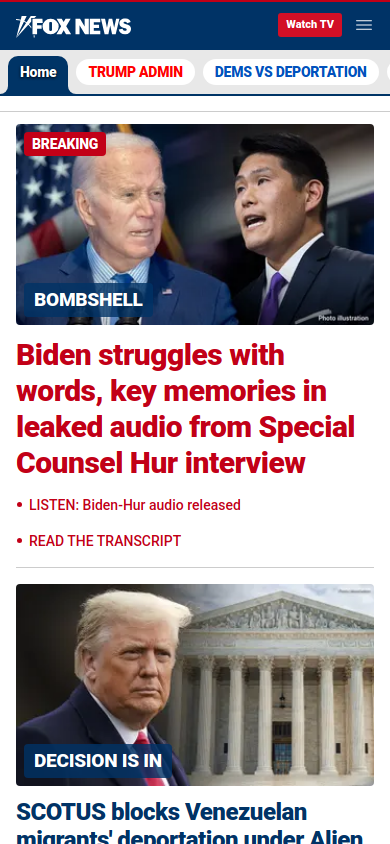 FOX NEWS
Watch TV
Home
TRUMP ADMIN
DEMS VS DEPORTATION
BREAKING
BOMBSHELL
Photo illustration
Biden struggles with
words, key memories in
leaked audio from Special
Counsel Hur interview
• LISTEN: Biden-Hur audio released
• READ THE TRANSCRIPT
DECISION IS IN
SCOTUS blocks Venezuelan
migrants' deportation under Alien